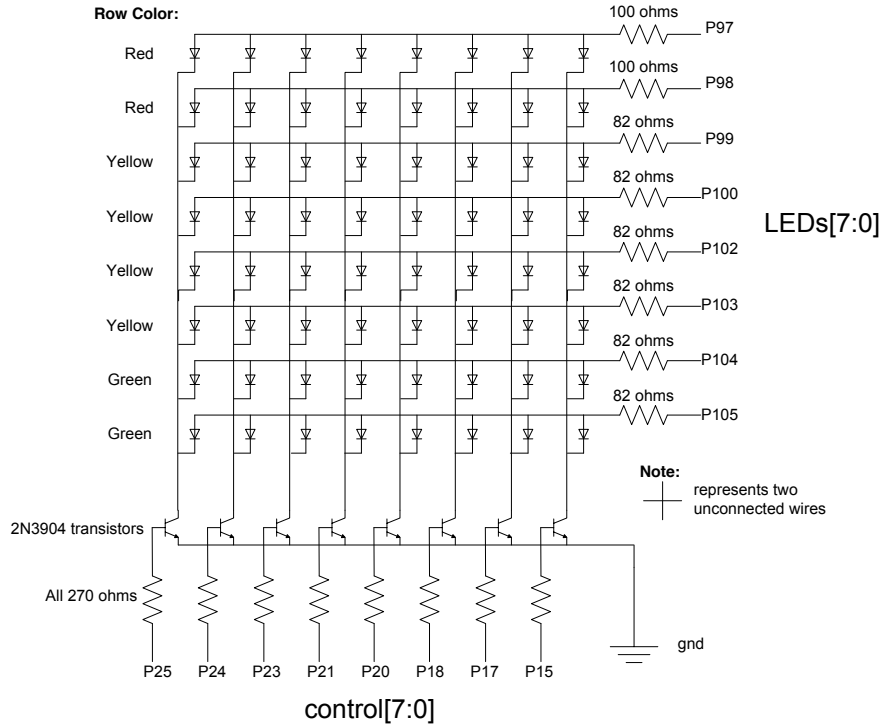 Row Color:
100 ohms
P97
Red
100 ohms
P98
Red
82 ohms
P99
Yellow
82 ohms
P100
Yellow
LEDs[7:0]
82 ohms
P102
Yellow
82 ohms
P103
Yellow
82 ohms
P104
Green
82 ohms
P105
Green
Note:
represents two
unconnected wires
2N3904 transistors
All 270 ohms
gnd
P25 P24 P23 P21 P20 P18 P17 P15
control[7:0]